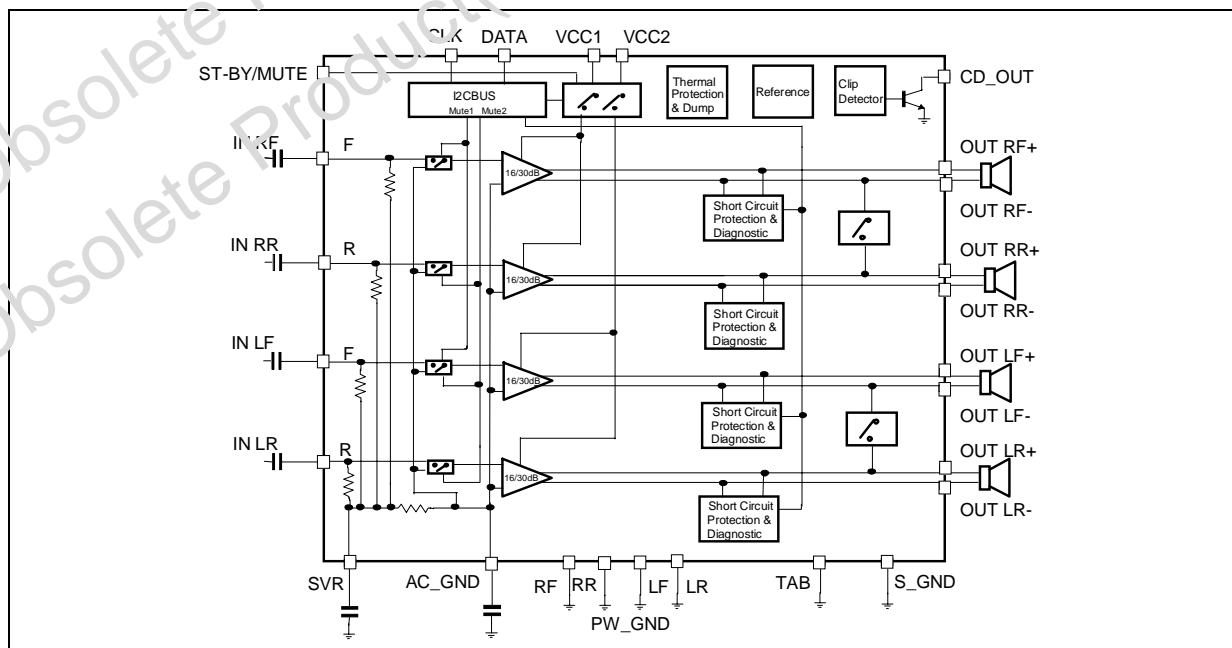 Obsolete Product(
CLK DATA VCC1 VCC2
ST-BY/MUTE
I2CBUS
Mute1 Mute2
Thermal
Protection
& Dump
Reference
Clip
Detector
CD_OUT
IN RF
F
16/30dB
OUT RF+
Short Circuit
Protection &
Diagnostic
OUT RF-
IN RR
R
16/30dB
OUT RR+
Short Circuit
Protection &
Diagnostic
OUT RR-
IN LF
F
16/30dB
OUT LF+
Short Circuit
Protection &
Diagnostic
OUT LF-
IN LR
R
16/30dB
OUT LR+
Short Circuit
Protection &
Diagnostic
OUT LR-
SVR AC_GND RF RR LF LR TAB S_GND
PW_GND
Obsolete Product(